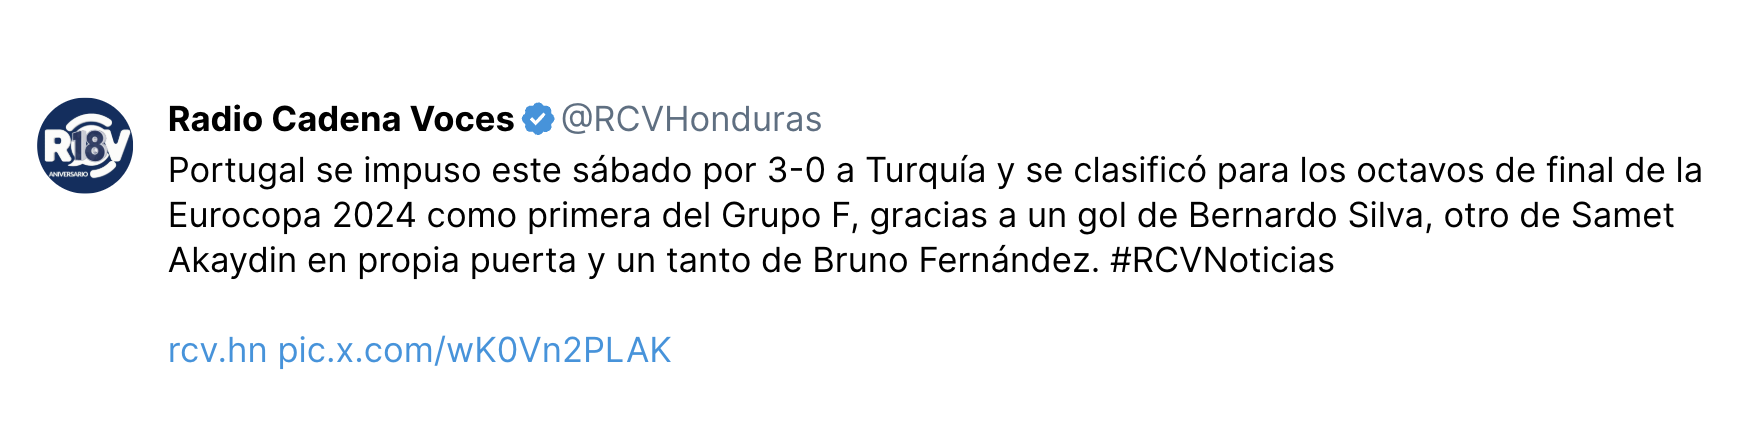 R18V
ANIVERSARIO
Radio Cadena Voces @RCVHonduras
Portugal se impuso este sábado por 3-0 a Turquía y se clasificó para los octavos de final de la
Eurocopa 2024 como primera del Grupo F, gracias a un gol de Bernardo Silva, otro de Samet
Akaydin en propia puerta y un tanto de Bruno Fernández. #RCVNoticias
rcv.hn pic.x.com/wK0Vn2PLAK